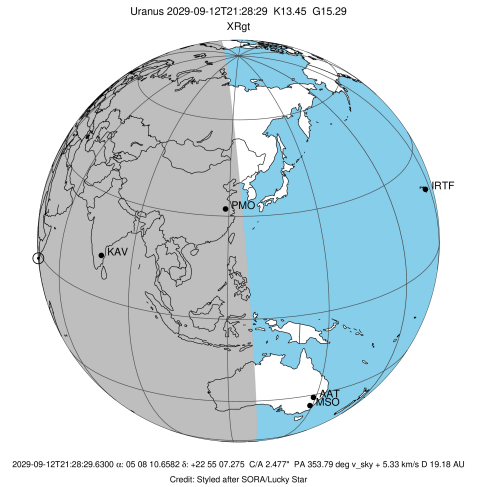 Uranus 2029-09-12T21:28:29 K13.45 G15.29
XRgt
IRTF
PMO
KAV
AAT
MSO
2029-09-12T21:28:29.6300 α: 05 08 10.6582 δ: +22 55 07.275 C/A 2.477" PA 353.79 deg v_sky + 5.33 km/s D 19.18 AU
Credit: Styled after SORA/Lucky Star